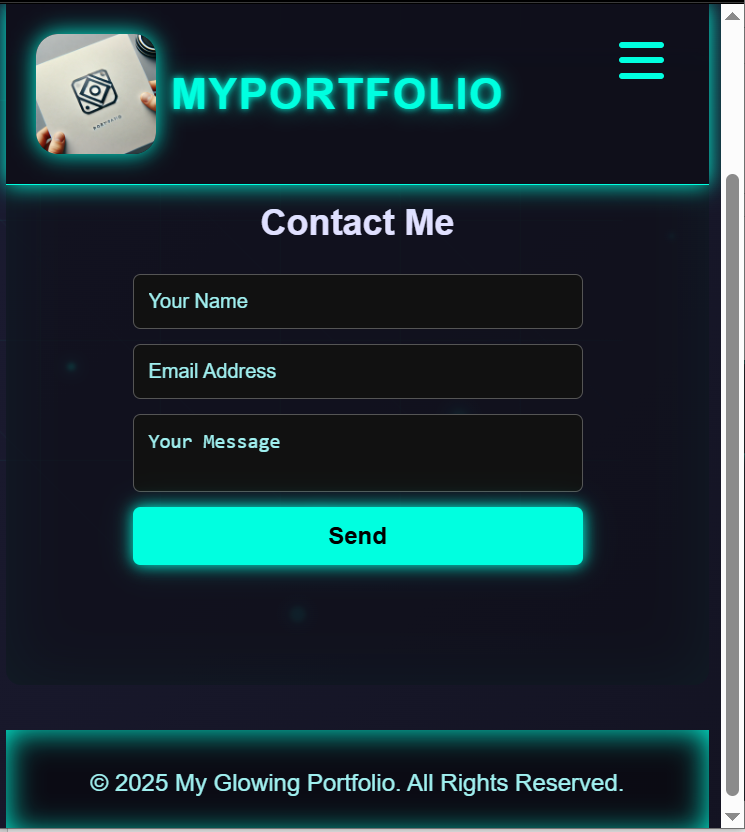 MYPORTFOLIO
Contact Me
Your Name
Email Address
Your Message
Send
© 2025 My Glowing Portfolio. All Rights Reserved.